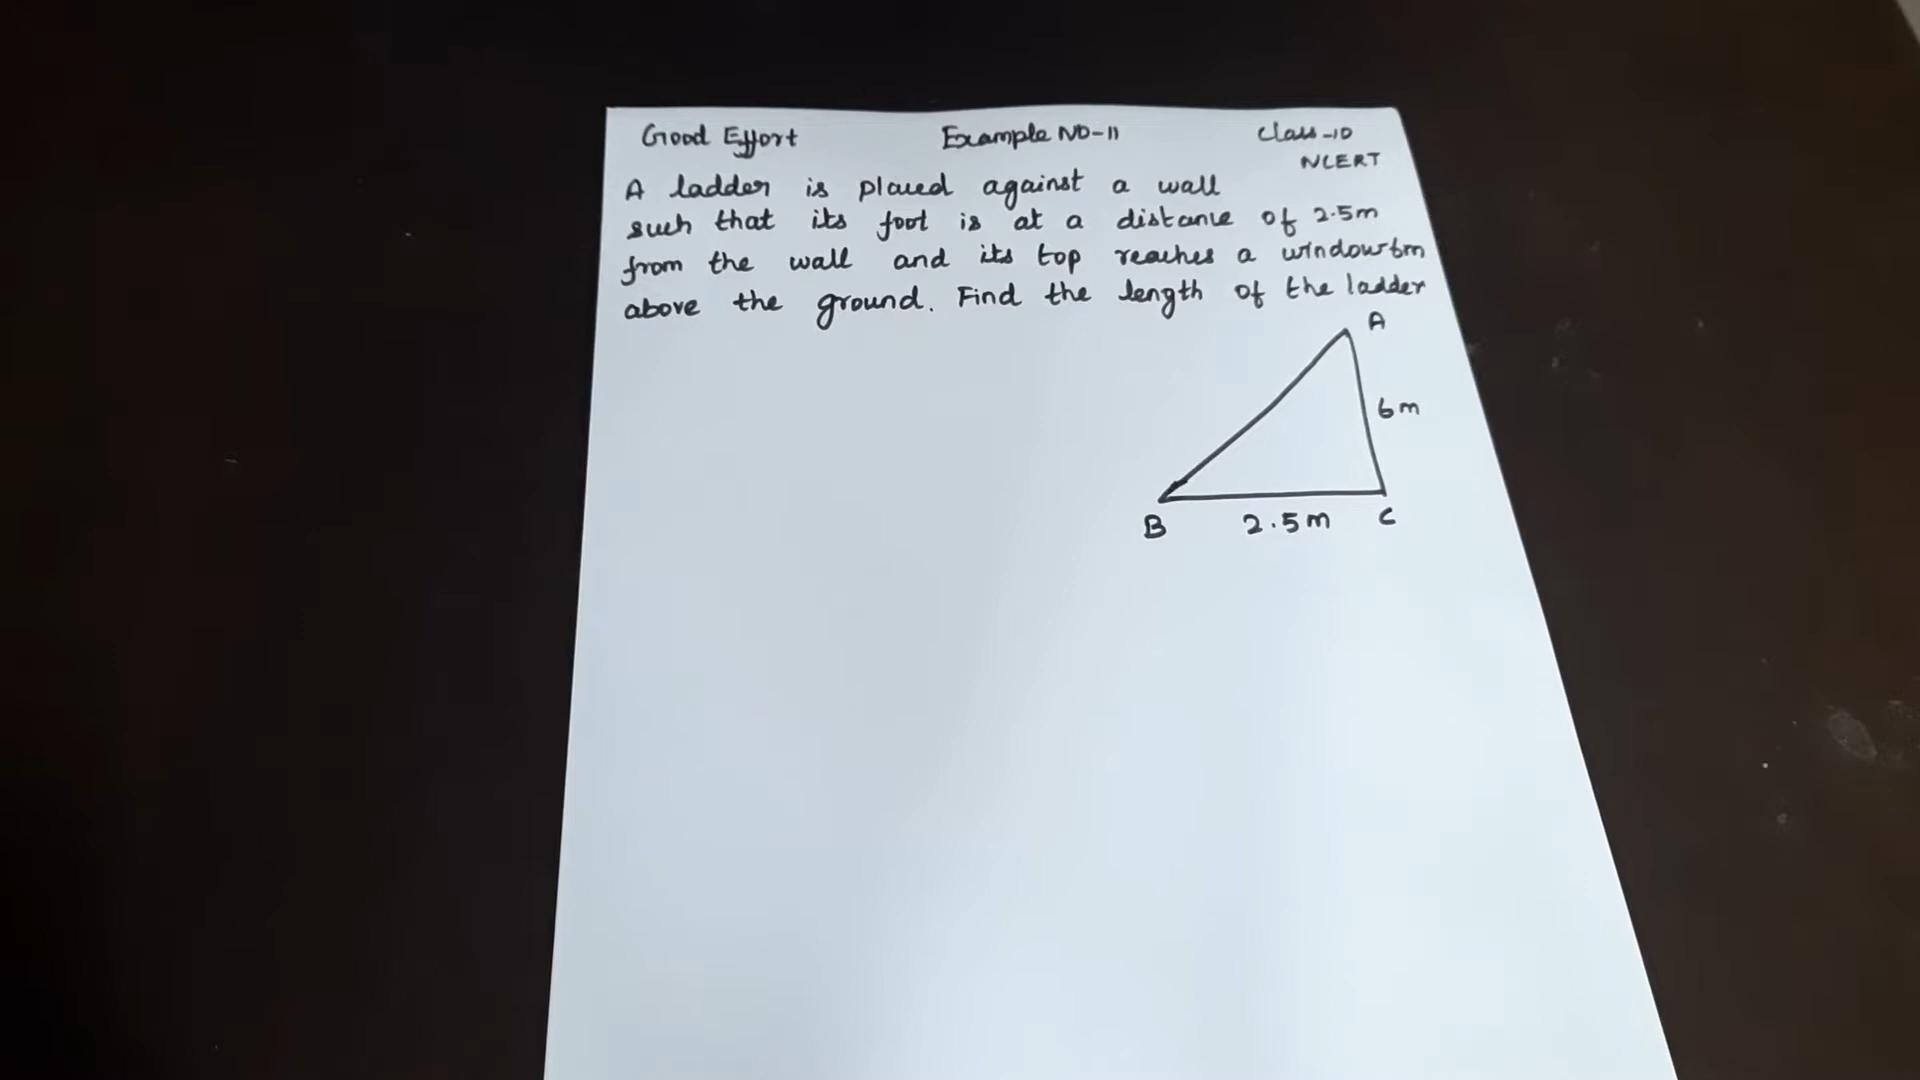 Good Effort
Example NO-11
Class-10
NCERT
A ladder is placed against a wall
such that its foot is at a distance of 2.5m
from the wall and its top reaches a window 6m
above the ground. Find the length of the ladder
A
6m
B 2.5m C